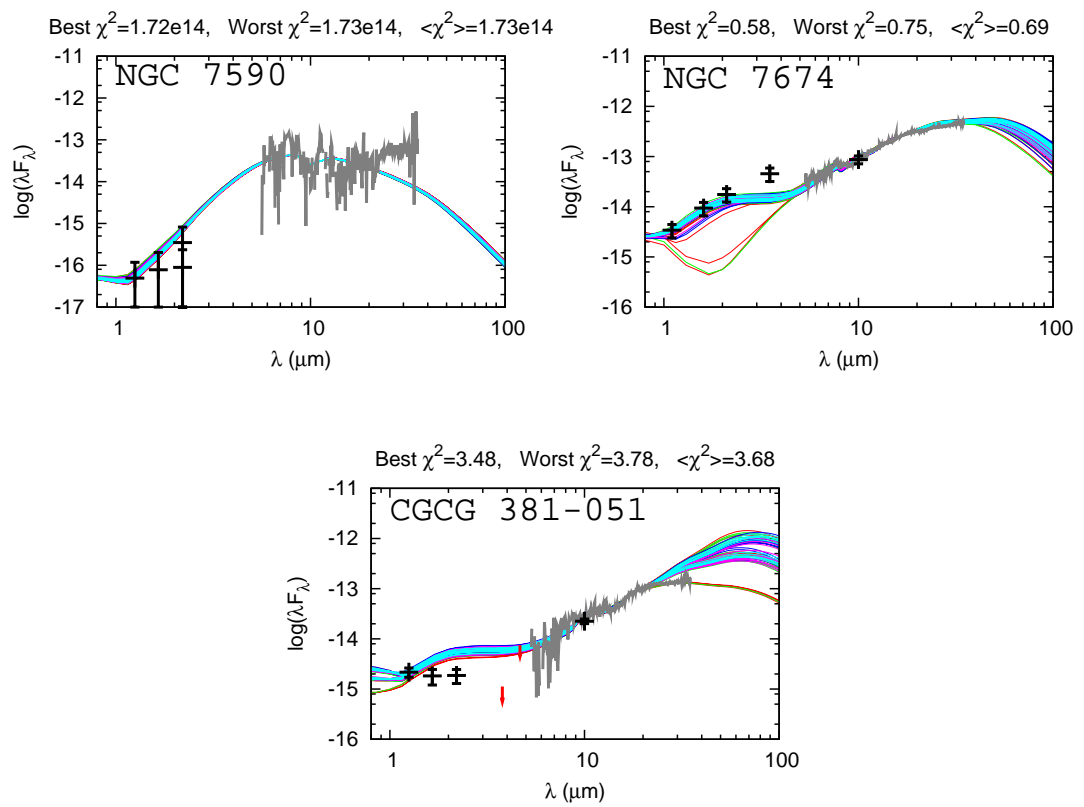 Best χ²=1.72e14, Worst χ²=1.73e14, <χ²>=1.73e14
NGC 7590
-11
-12
-13
-14
-15
-16
-17
log(λFλ)
1 10 100
λ (μm)
Best χ²=0.58, Worst χ²=0.75, <χ²>=0.69
NGC 7674
-11
-12
-13
-14
-15
-16
log(λFλ)
1 10 100
λ (μm)
Best χ²=3.48, Worst χ²=3.78, <χ²>=3.68
CGCG 381-051
-11
-12
-13
-14
-15
-16
log(λFλ)
1 10 100
λ (μm)